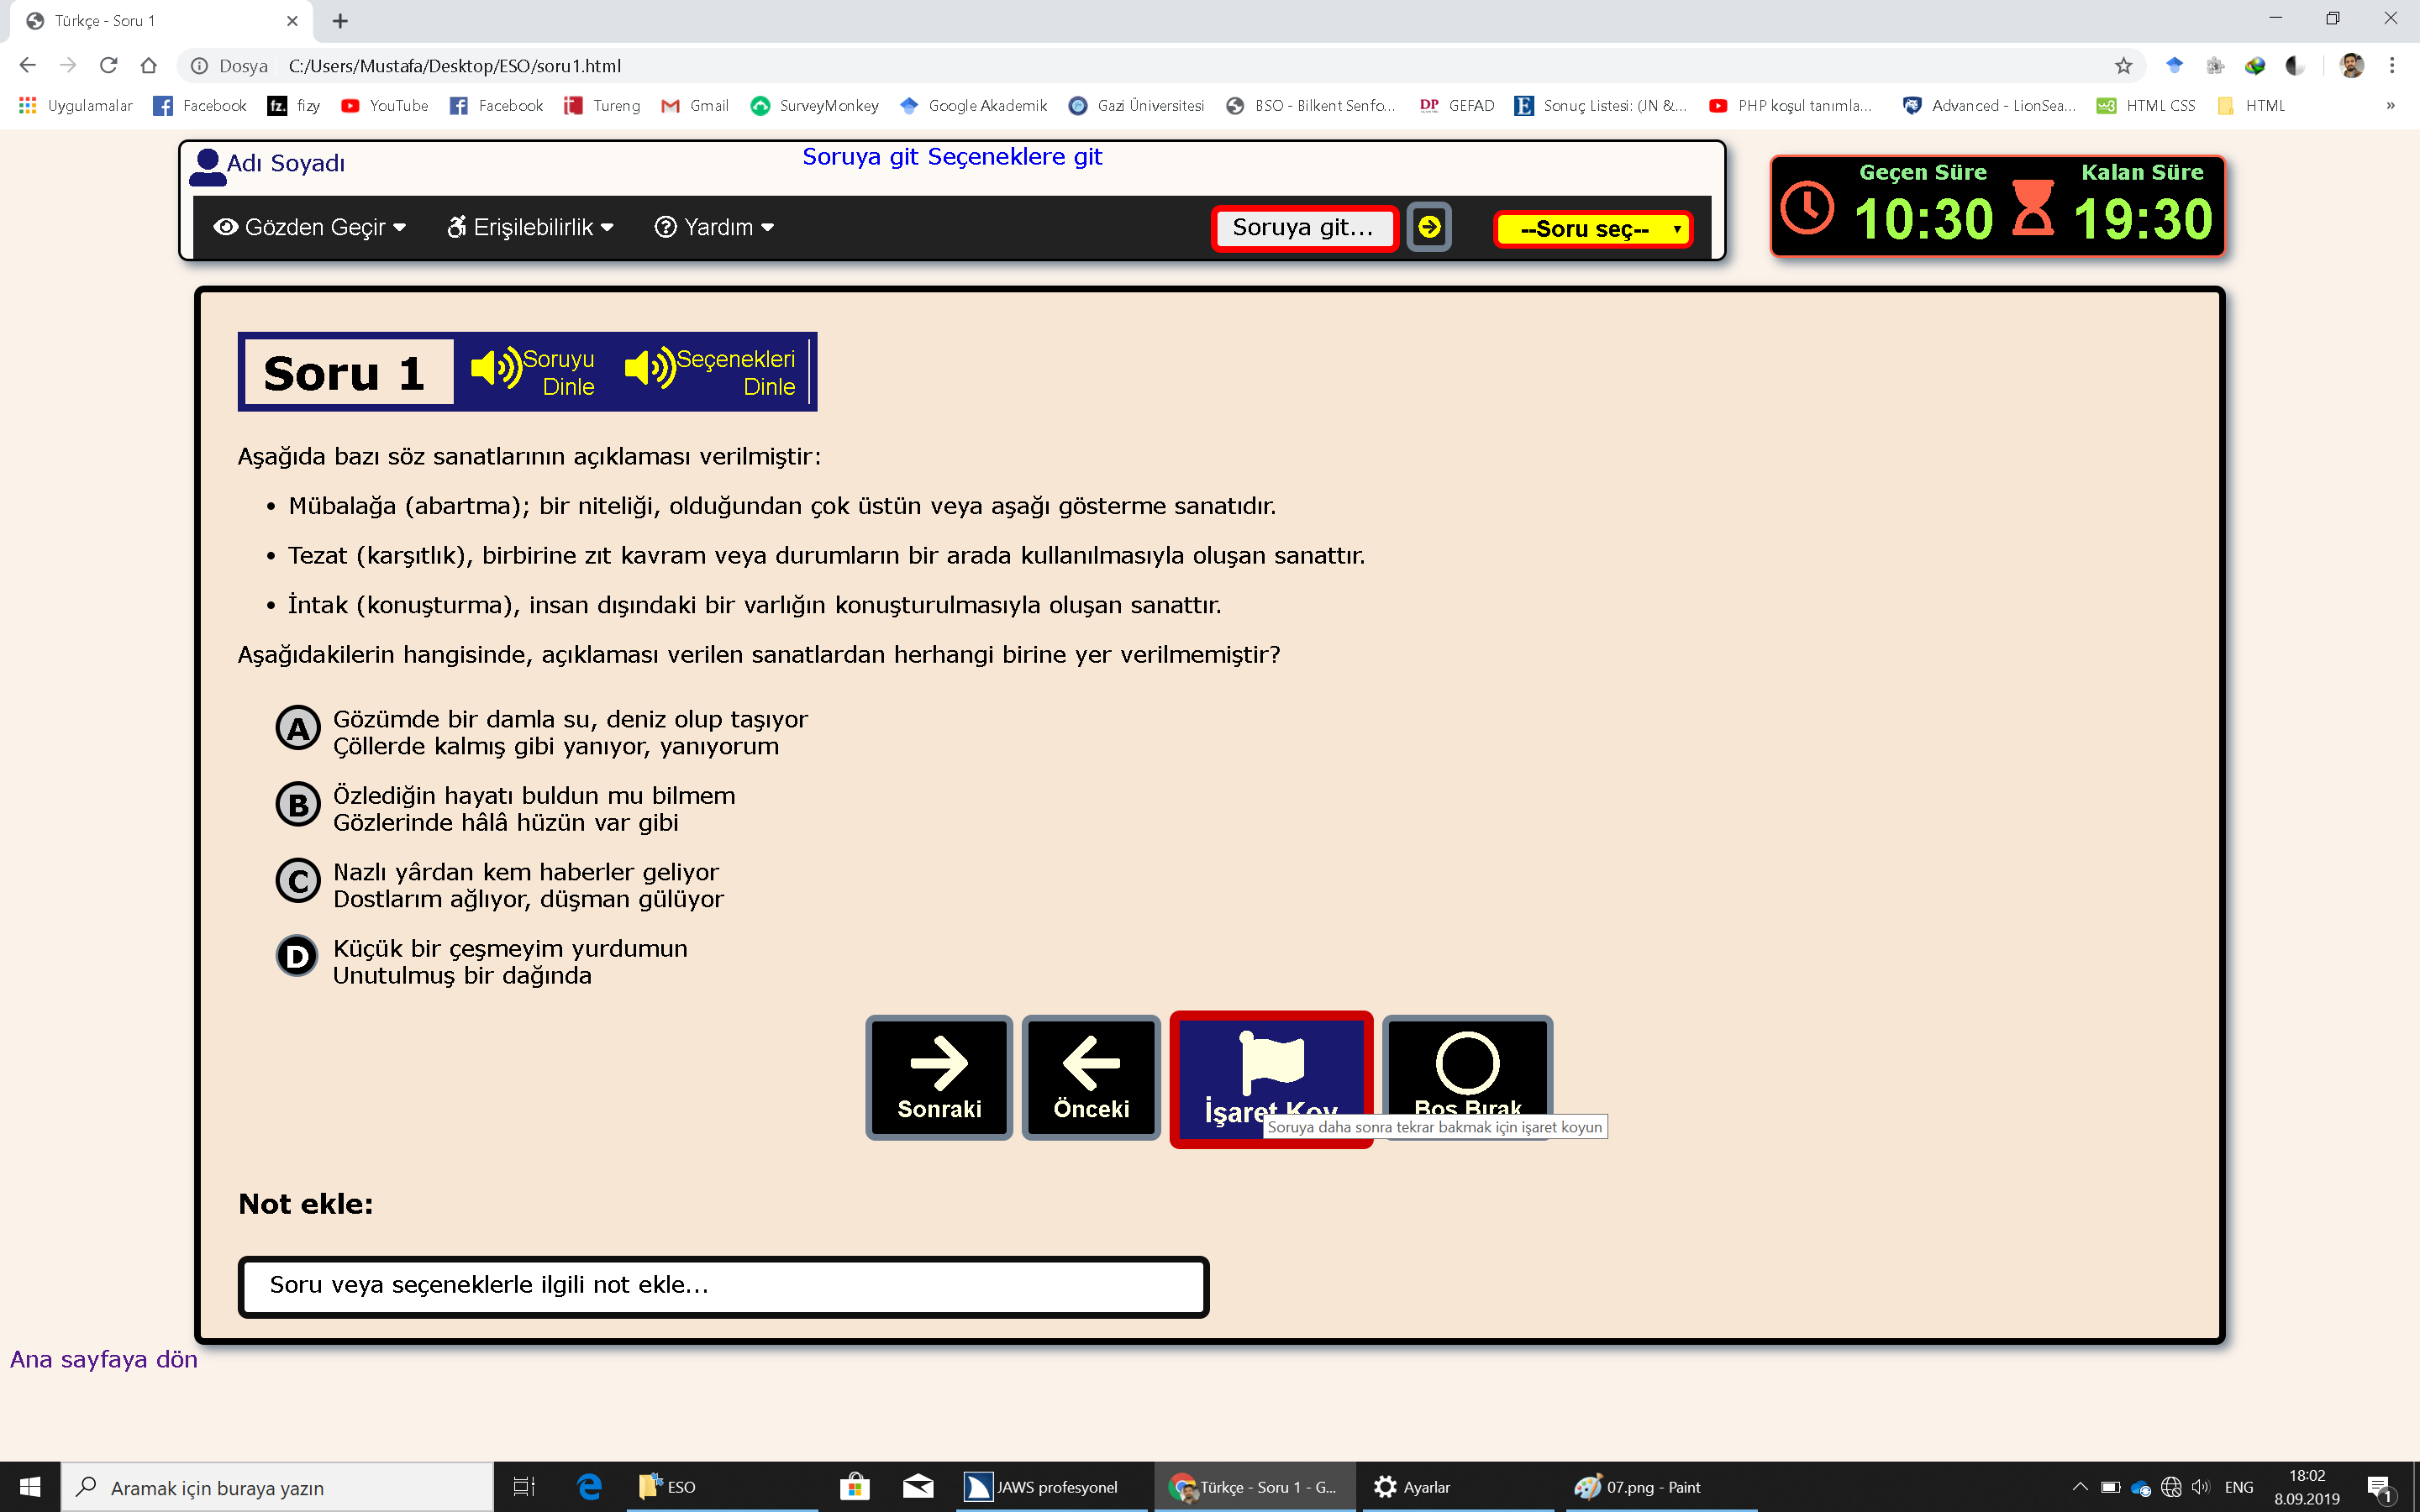 Türkçe - Soru 1
Dosya C:/Users/Mustafa/Desktop/ESO/soru1.html
Uygulamalar Facebook fz. fizy YouTube Facebook Tureng Gmail SurveyMonkey Google Akademik Gazi Üniversitesi BSO - Bilkent Senfo... DP GEFAD E Sonuç Listesi: (JN &... PHP koşul tanımla... Advanced - LionSea... w3 HTML CSS HTML »
Adı Soyadı
Soruya git Seçeneklere git
Gözden Geçir Erişilebilirlik Yardım Soruya git... --Soru seç--
Geçen Süre Kalan Süre
10:30 19:30
Soru 1
Soruyu Dinle
Seçenekleri Dinle
Aşağıda bazı söz sanatlarının açıklaması verilmiştir:
• Mübalağa (abartma); bir niteliği, olduğundan çok üstün veya aşağı gösterme sanatıdır.
• Tezat (karşıtlık), birbirine zıt kavram veya durumların bir arada kullanılmasıyla oluşan sanattır.
• İntak (konuşturma), insan dışındaki bir varlığın konuşturulmasıyla oluşan sanattır.
Aşağıdakilerin hangisinde, açıklaması verilen sanatlardan herhangi birine yer verilmemiştir?
A Gözümde bir damla su, deniz olup taşıyor
Çöllerde kalmış gibi yanıyor, yanıyorum
B Özlediğin hayatı buldun mu bilmem
Gözlerinde hâlâ hüzün var gibi
C Nazlı yârdan kem haberler geliyor
Dostlarım ağlıyor, düşman gülüyor
D Küçük bir çeşmeyim yurdumun
Unutulmuş bir dağında
Sonraki Önceki İşaret Koy Boş Bırak
Soruya daha sonra tekrar bakmak için işaret koyun
Not ekle:
Soru veya seçeneklerle ilgili not ekle...
Ana sayfaya dön
Aramak için buraya yazın ESO JAWS profesyonel Türkçe - Soru 1 - G... Ayarlar 07.png - Paint ENG 18:02
8.09.2019 1